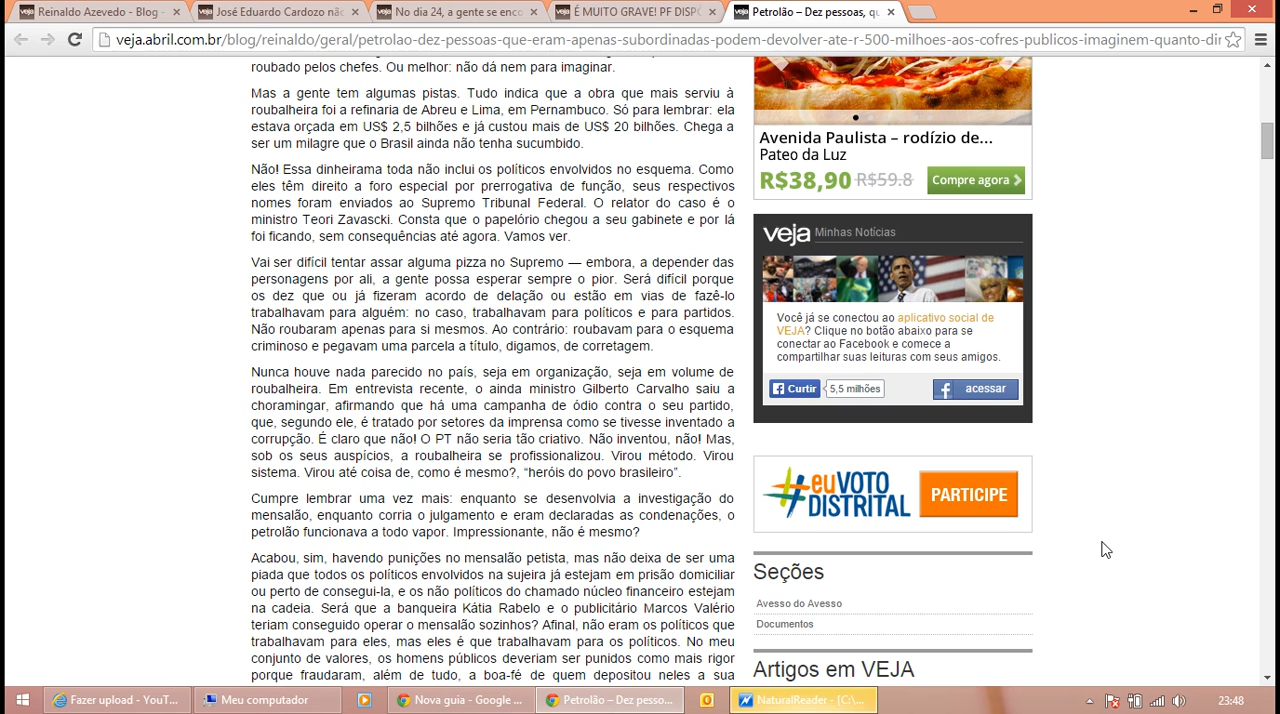 Reinaldo Azevedo - Blog -
José Eduardo Cardozo nã
No dia 24, a gente se enco
É MUITO GRAVE! PF DISPÕ
Petrolão – Dez pessoas, qu
veja.abril.com.br/blog/reinaldo/geral/petrolao-dez-pessoas-que-eram-apenas-subordinadas-podem-devolver-ate-r-500-milhoes-aos-cofres-publicos-imaginem-quanto-di
roubado pelos chefes. Ou melhor: não dá nem para imaginar.
Mas a gente tem algumas pistas. Tudo indica que a obra que mais serviu à
roubalheira foi a refinaria de Abreu e Lima, em Pernambuco. Só para lembrar: ela
estava orçada em US$ 2,5 bilhões e já custou mais de US$ 20 bilhões. Chega a
ser um milagre que o Brasil ainda não tenha sucumbido.
Não! Essa dinheirama toda não inclui os políticos envolvidos no esquema. Como
eles têm direito a foro especial por prerrogativa de função, seus respectivos
nomes foram enviados ao Supremo Tribunal Federal. O relator do caso é o
ministro Teori Zavascki. Consta que o papelório chegou a seu gabinete e por lá
foi ficando, sem consequências até agora. Vamos ver.
Vai ser difícil tentar assar alguma pizza no Supremo — embora, a depender das
personagens por ali, a gente possa esperar sempre o pior. Será difícil porque
os dez que ou já fizeram acordo de delação ou estão em vias de fazê-lo
trabalhavam para alguém: no caso, trabalhavam para políticos e para partidos.
Não roubaram apenas para si mesmos. Ao contrário: roubavam para o esquema
criminoso e pegavam uma parcela a título, digamos, de corretagem.
Nunca houve nada parecido no país, seja em organização, seja em volume de
roubalheira. Em entrevista recente, o ainda ministro Gilberto Carvalho saiu a
choramingar, afirmando que há uma campanha de ódio contra o seu partido,
que, segundo ele, é tratado por setores da imprensa como se tivesse inventado a
corrupção. É claro que não! O PT não seria tão criativo. Não inventou, não! Mas,
sob os seus auspícios, a roubalheira se profissionalizou. Virou método. Virou
sistema. Virou até coisa de, como é mesmo?, “heróis do povo brasileiro”.
Cumpre lembrar uma vez mais: enquanto se desenvolvia a investigação do
mensalão, enquanto corria o julgamento e eram declaradas as condenações, o
petrolão funcionava a todo vapor. Impressionante, não é mesmo?
Acabou, sim, havendo punições no mensalão petista, mas não deixa de ser uma
piada que todos os políticos envolvidos na sujeira já estejam em prisão domiciliar
ou perto de consegui-la, e os não políticos do chamado núcleo financeiro estejam
na cadeia. Será que a banqueira Kátia Rabelo e o publicitário Marcos Valério
teriam conseguido operar o mensalão sozinhos? Afinal, não eram os políticos que
trabalhavam para eles, mas eles é que trabalhavam para os políticos. No meu
conjunto de valores, os homens públicos deveriam ser punidos como mais rigor
porque fraudaram, além de tudo, a boa-fé de quem depositou neles a sua
Avenida Paulista – rodízio de...
Pateo da Luz
R$38,90 R$59.8 Compre agora
veja Minhas Notícias
Você já se conectou ao aplicativo social de
VEJA? Clique no botão abaixo para se
conectar ao Facebook e comece a
compartilhar suas leituras com seus amigos.
Curtir 5,5 milhões acessar
#euVOTO DISTRITAL PARTICIPE
Seções
Avesso do Avesso
Documentos
Artigos em VEJA
Fazer upload - YouT...
Meu computador
Nova guia - Google ...
Petrolão – Dez pesso...
NaturalReader - [C:\...
23:48